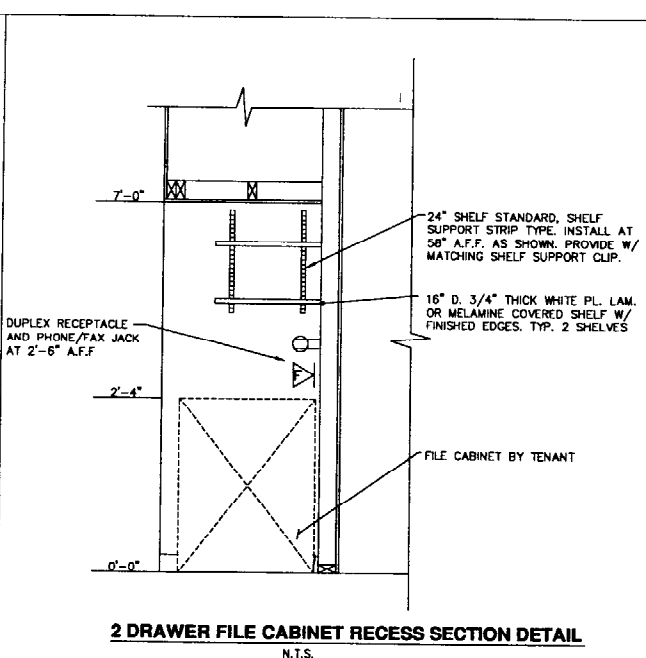 7'-0"
24" SHELF STANDARD, SHELF
SUPPORT STRIP TYPE. INSTALL AT
58" A.F.F. AS SHOWN. PROVIDE W/
MATCHING SHELF SUPPORT CLIP.
16" D. 3/4" THICK WHITE PL. LAM.
OR MELAMINE COVERED SHELF W/
FINISHED EDGES. TYP. 2 SHELVES
DUPLEX RECEPTACLE
AND PHONE/FAX JACK
AT 2'-6" A.F.F
F
2'-4"
FILE CABINET BY TENANT
0'-0"
2 DRAWER FILE CABINET RECESS SECTION DETAIL
N.T.S.